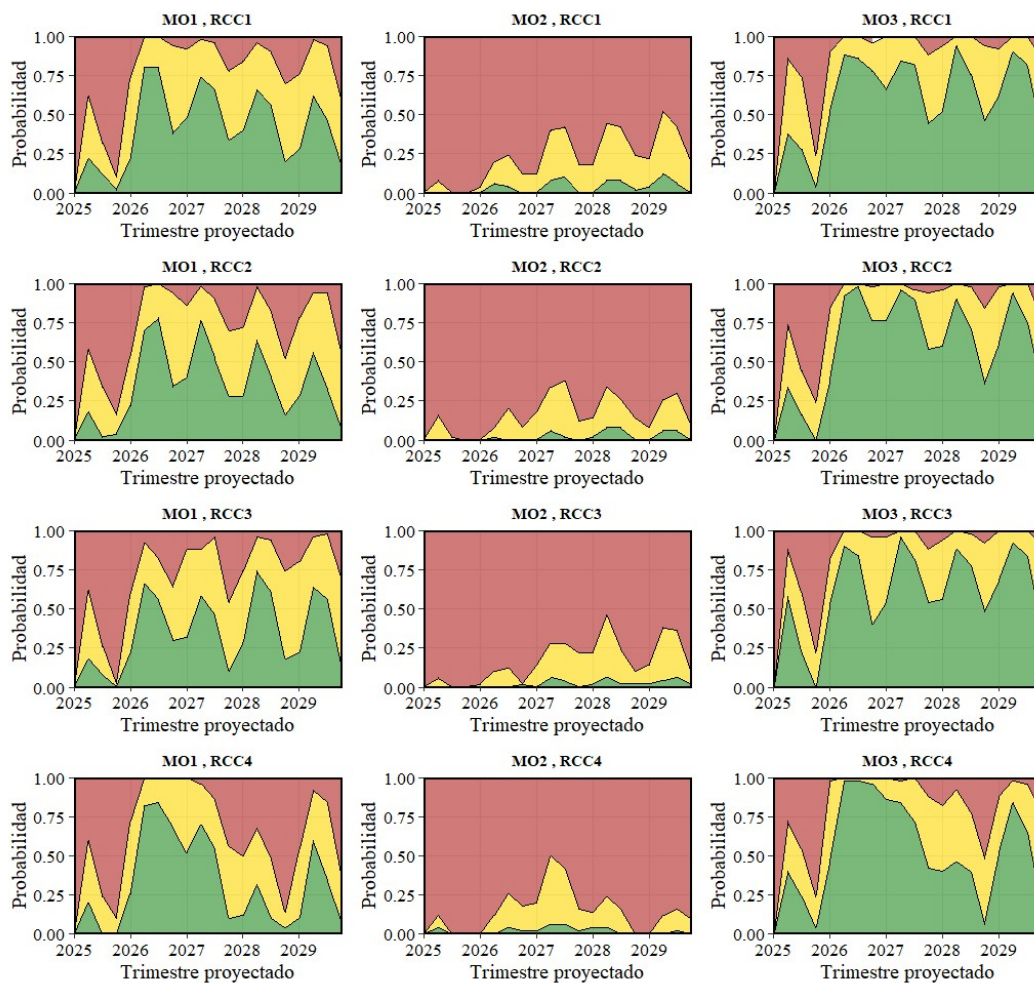 MO1 , RCC1
MO2 , RCC1
MO3 , RCC1
Probabilidad
1.00
0.75
0.50
0.25
0.00
2025 2026 2027 2028 2029
Trimestre proyectado
Probabilidad
1.00
0.75
0.50
0.25
0.00
2025 2026 2027 2028 2029
Trimestre proyectado
Probabilidad
1.00
0.75
0.50
0.25
0.00
2025 2026 2027 2028 2029
Trimestre proyectado
MO1 , RCC2
MO2 , RCC2
MO3 , RCC2
Probabilidad
1.00
0.75
0.50
0.25
0.00
2025 2026 2027 2028 2029
Trimestre proyectado
Probabilidad
1.00
0.75
0.50
0.25
0.00
2025 2026 2027 2028 2029
Trimestre proyectado
Probabilidad
1.00
0.75
0.50
0.25
0.00
2025 2026 2027 2028 2029
Trimestre proyectado
MO1 , RCC3
MO2 , RCC3
MO3 , RCC3
Probabilidad
1.00
0.75
0.50
0.25
0.00
2025 2026 2027 2028 2029
Trimestre proyectado
Probabilidad
1.00
0.75
0.50
0.25
0.00
2025 2026 2027 2028 2029
Trimestre proyectado
Probabilidad
1.00
0.75
0.50
0.25
0.00
2025 2026 2027 2028 2029
Trimestre proyectado
MO1 , RCC4
MO2 , RCC4
MO3 , RCC4
Probabilidad
1.00
0.75
0.50
0.25
0.00
2025 2026 2027 2028 2029
Trimestre proyectado
Probabilidad
1.00
0.75
0.50
0.25
0.00
2025 2026 2027 2028 2029
Trimestre proyectado
Probabilidad
1.00
0.75
0.50
0.25
0.00
2025 2026 2027 2028 2029
Trimestre proyectado